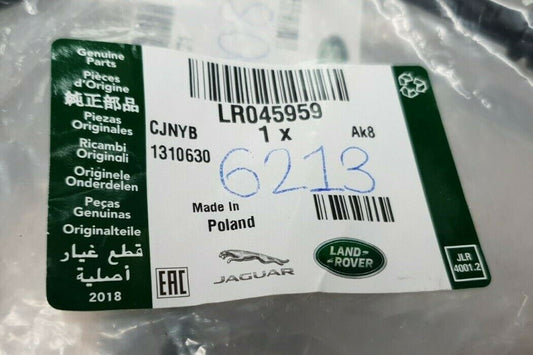 Genuine
Parts
Pièces
d'Origine
純正部品
Piezas
Originales
Ricambi
Originali
Originele
Onderdelen
Peças
Genuinas
Originalteile
قطع غيار
أصلية
2018
LR045959
1 x
CJNYB
Ak8
1310630
6213
Made In
Poland
EAC
JAGUAR
LAND-
ROVER
JLR
4001.2